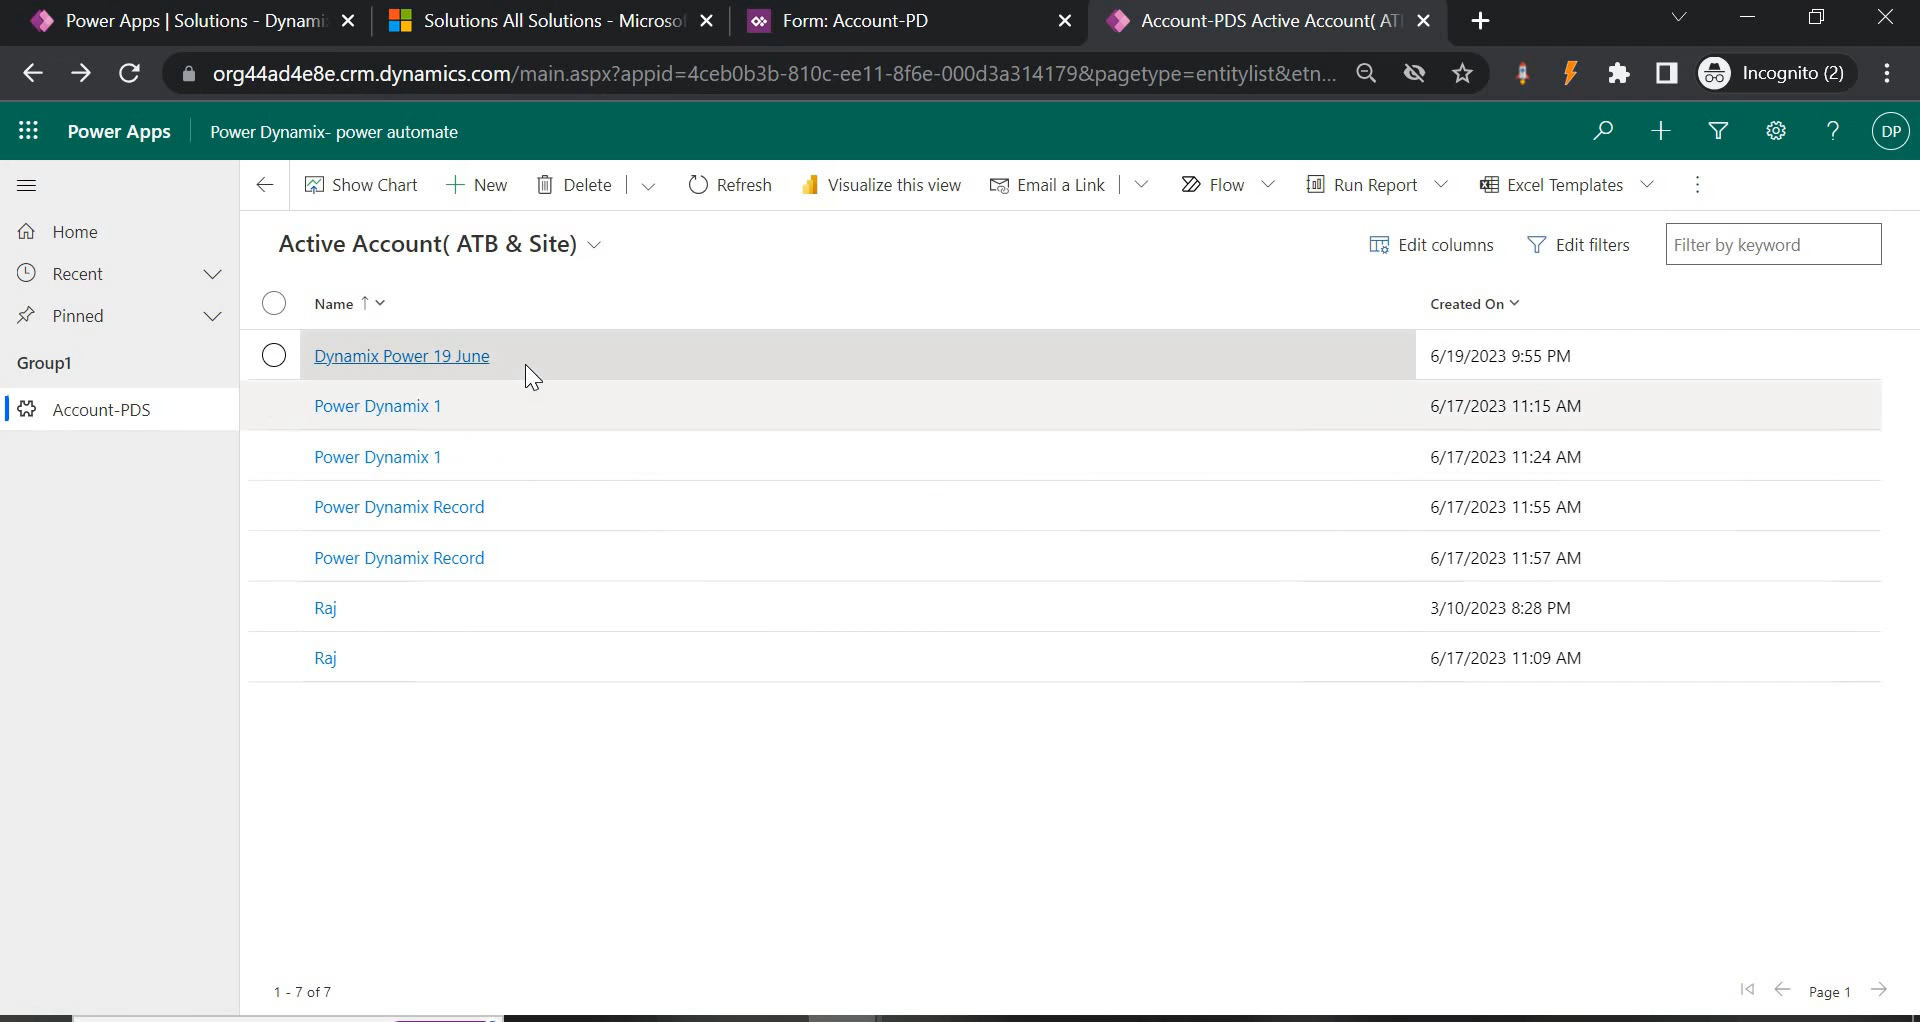 Power Apps | Solutions - Dynami
Solutions All Solutions - Microsof
Form: Account-PD
Account-PDS Active Account( AT
org44ad4e8e.crm.dynamics.com/main.aspx?appid=4ceb0b3b-810c-ee11-8f6e-000d3a314179&pagetype=entitylist&etn...
Incognito (2)
Power Apps
Power Dynamix- power automate
DP
Show Chart
New
Delete
Refresh
Visualize this view
Email a Link
Flow
Run Report
Excel Templates
Home
Recent
Pinned
Group1
Account-PDS
Active Account( ATB & Site)
Edit columns
Edit filters
Filter by keyword
Name
Created On
Dynamix Power 19 June 6/19/2023 9:55 PM
Power Dynamix 1 6/17/2023 11:15 AM
Power Dynamix 1 6/17/2023 11:24 AM
Power Dynamix Record 6/17/2023 11:55 AM
Power Dynamix Record 6/17/2023 11:57 AM
Raj 3/10/2023 8:28 PM
Raj 6/17/2023 11:09 AM
1 - 7 of 7
Page 1